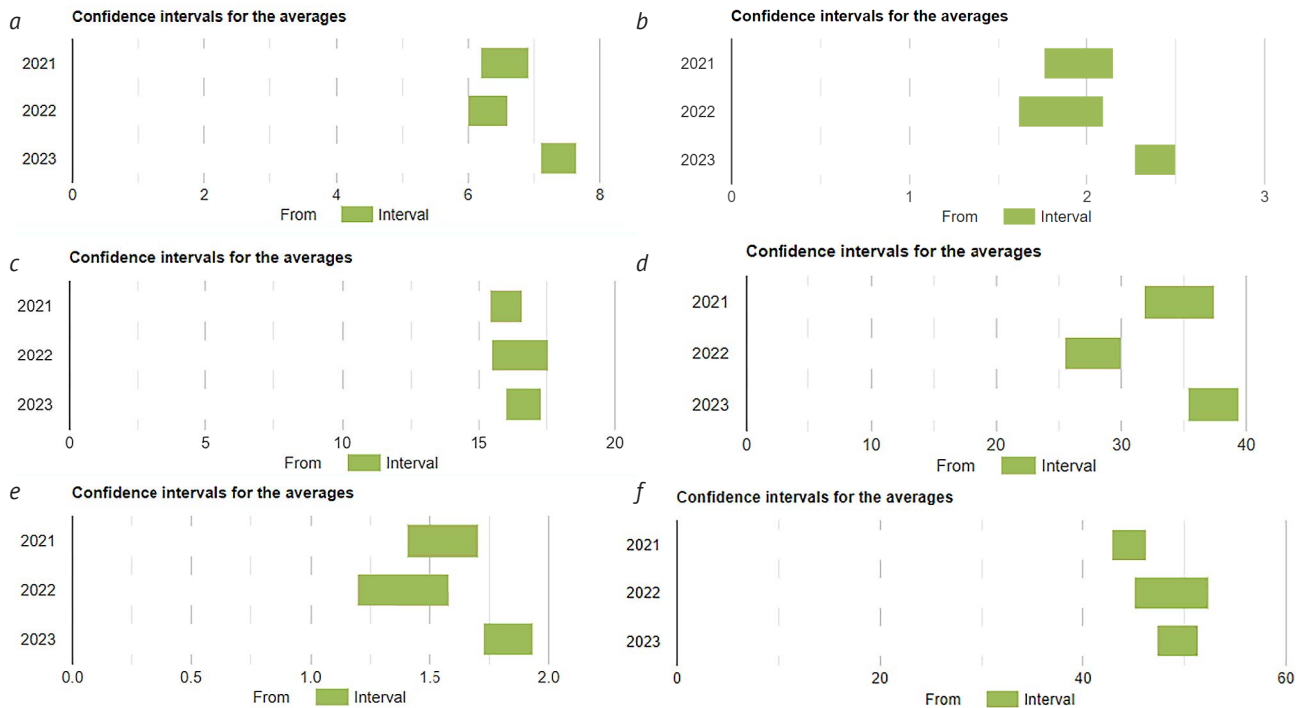 a
Confidence intervals for the averages
2021
2022
2023
0 2 4 6 8
From Interval
b
Confidence intervals for the averages
2021
2022
2023
0 1 2 3
From Interval
c
Confidence intervals for the averages
2021
2022
2023
0 5 10 15 20
From Interval
d
Confidence intervals for the averages
2021
2022
2023
0 10 20 30 40
From Interval
e
Confidence intervals for the averages
2021
2022
2023
0.0 0.5 1.0 1.5 2.0
From Interval
f
Confidence intervals for the averages
2021
2022
2023
0 20 40 60
From Interval